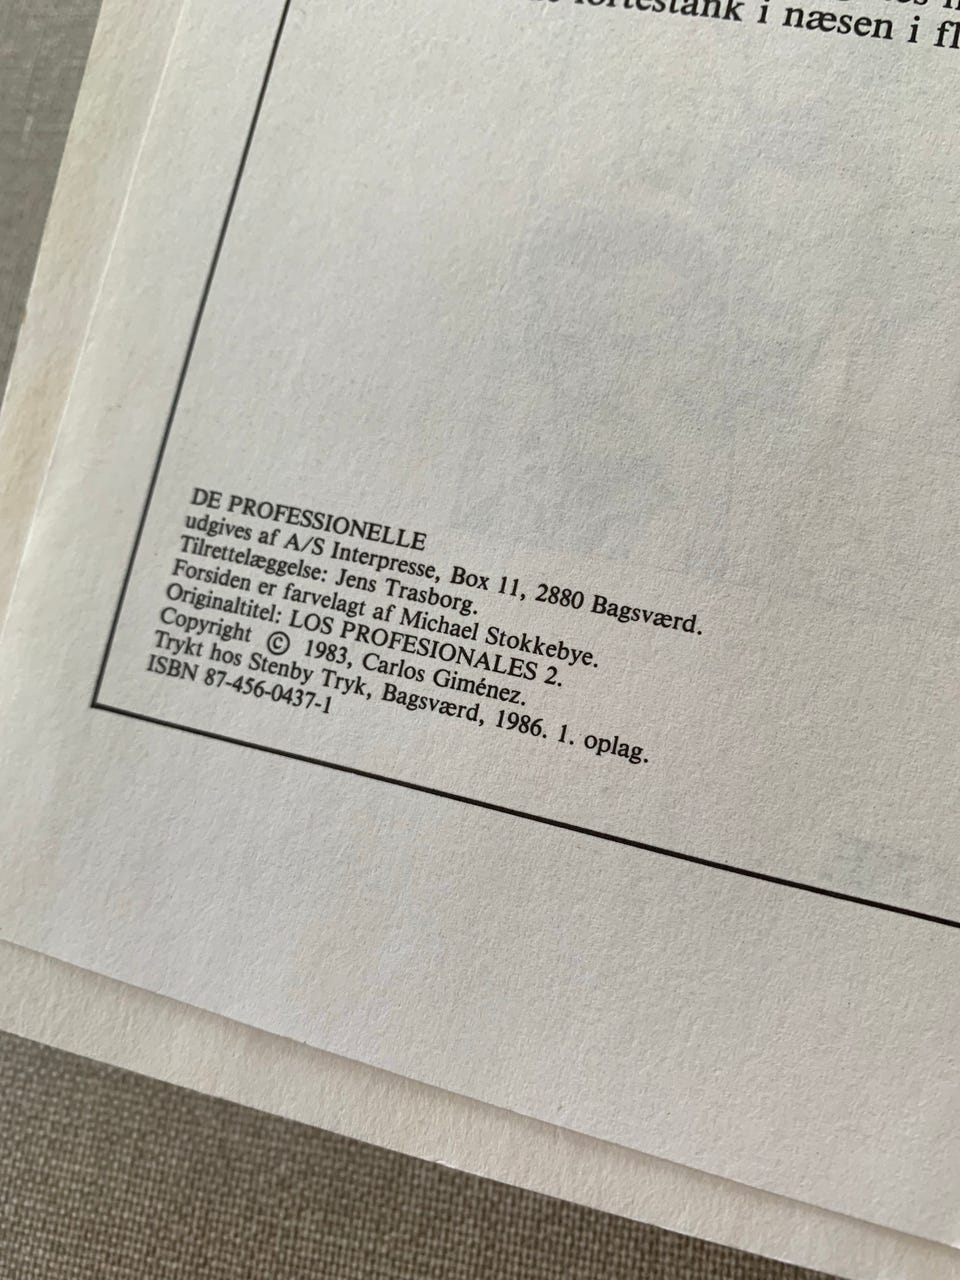 i næsen i
DE PROFESSIONELLE
udgives af A/S Interpresse, Box 11, 2880 Bagsværd.
Tilrettelæggelse: Jens Trasborg.
Forsiden er farvelagt af Michael Stokkebye.
Originaltitel: LOS PROFESIONALES 2.
Copyright © 1983, Carlos Giménez.
Trykt hos Stenby Tryk, Bagsværd, 1986. 1. oplag.
ISBN 87-456-0437-1